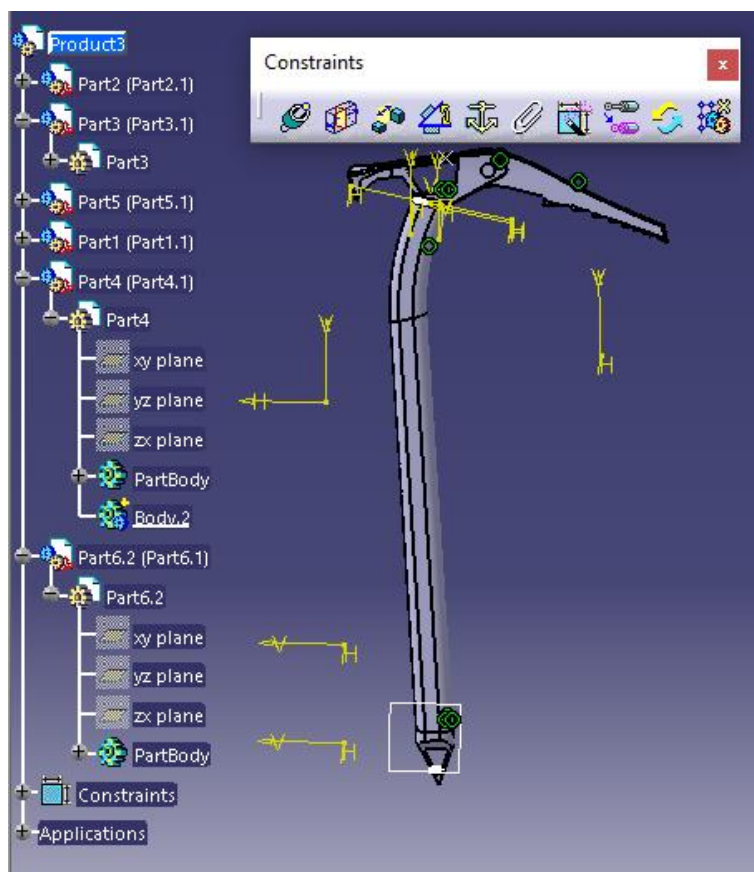 Product3
Constraints
x
Part2 (Part2.1)
Part3 (Part3.1)
Part3
Part5 (Part5.1)
Part1 (Part1.1)
Part4 (Part4.1)
Part4
xy plane
yz plane
zx plane
PartBody
Body.2
Part6.2 (Part6.1)
Part6.2
xy plane
yz plane
zx plane
PartBody
Constraints
Applications
V
H
V
H
V
H
V
H
V
H